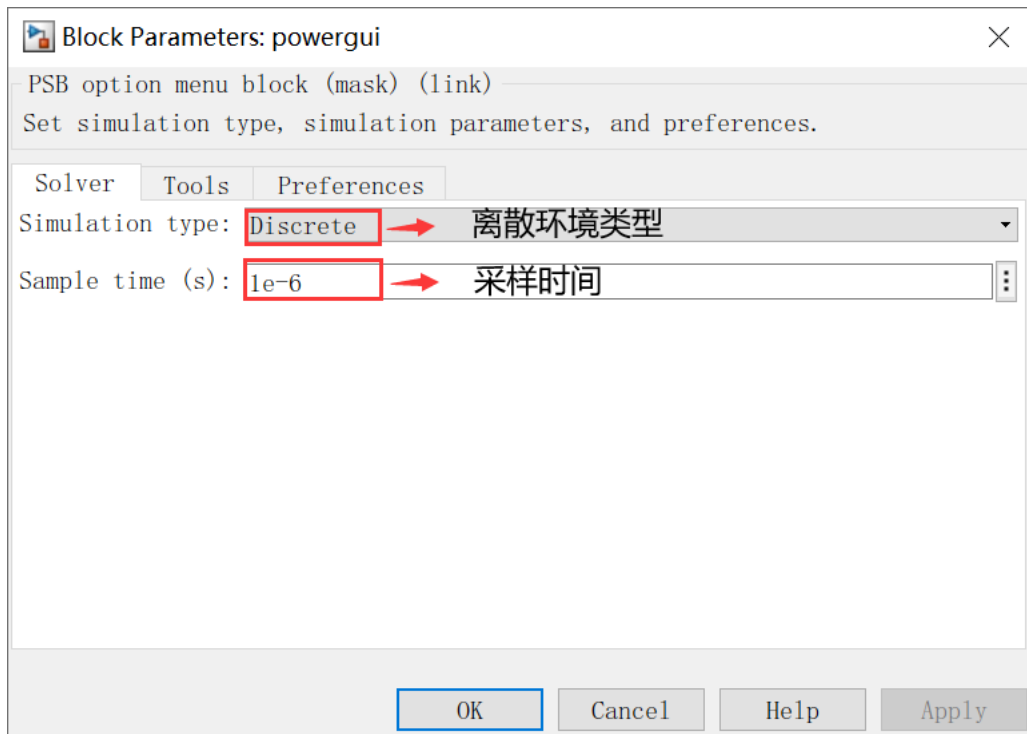 Block Parameters: powergui
PSB option menu block (mask) (link)
Set simulation type, simulation parameters, and preferences.
Solver Tools Preferences
Simulation type: Discrete 离散环境类型
Sample time (s): 1e-6 采样时间
OK Cancel Help Apply